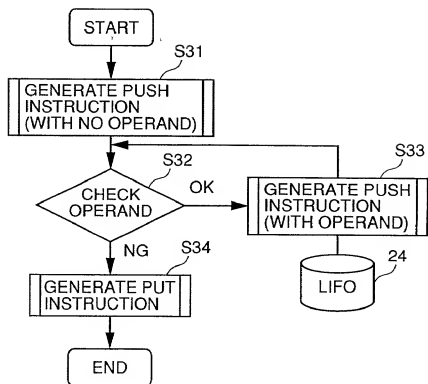 START
S31
GENERATE PUSH
INSTRUCTION
(WITH NO OPERAND)
S32
CHECK
OPERAND
OK
S33
GENERATE PUSH
INSTRUCTION
(WITH OPERAND)
NG
S34
GENERATE PUT
INSTRUCTION
24
LIFO
END